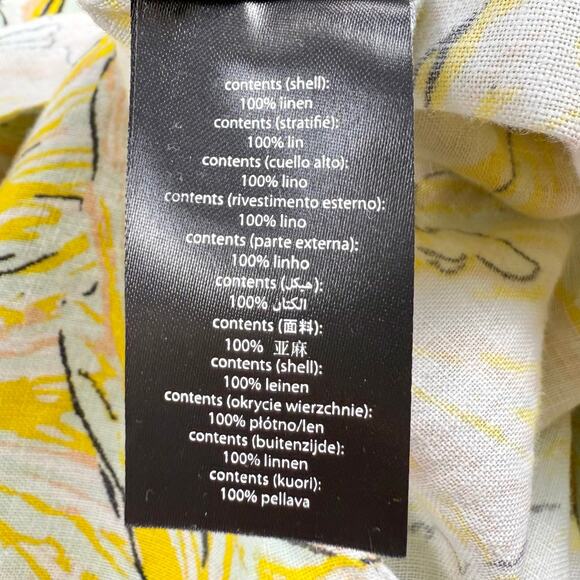 contents (shell):
100% linen
contents (stratifié):
100% lin
contents (cuello alto):
100% lino
contents (rivestimento esterno):
100% lino
contents (parte externa):
100% linho
contents (هيكل):
100% الكتان
contents (面料):
100% 亚麻
contents (shell):
100% leinen
contents (okrycie wierzchnie):
100% płótno/len
contents (buitenzijde):
100% linnen
contents (kuori):
100% pellava